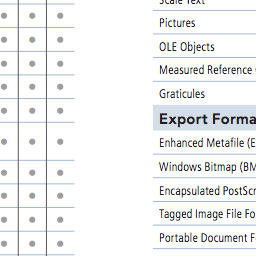 Scale Text
Pictures
OLE Objects
Measured Reference
Graticules
Export Forma
Enhanced Metafile (E
Windows Bitmap (BM
Encapsulated PostScr
Tagged Image File Fo
Portable Document F